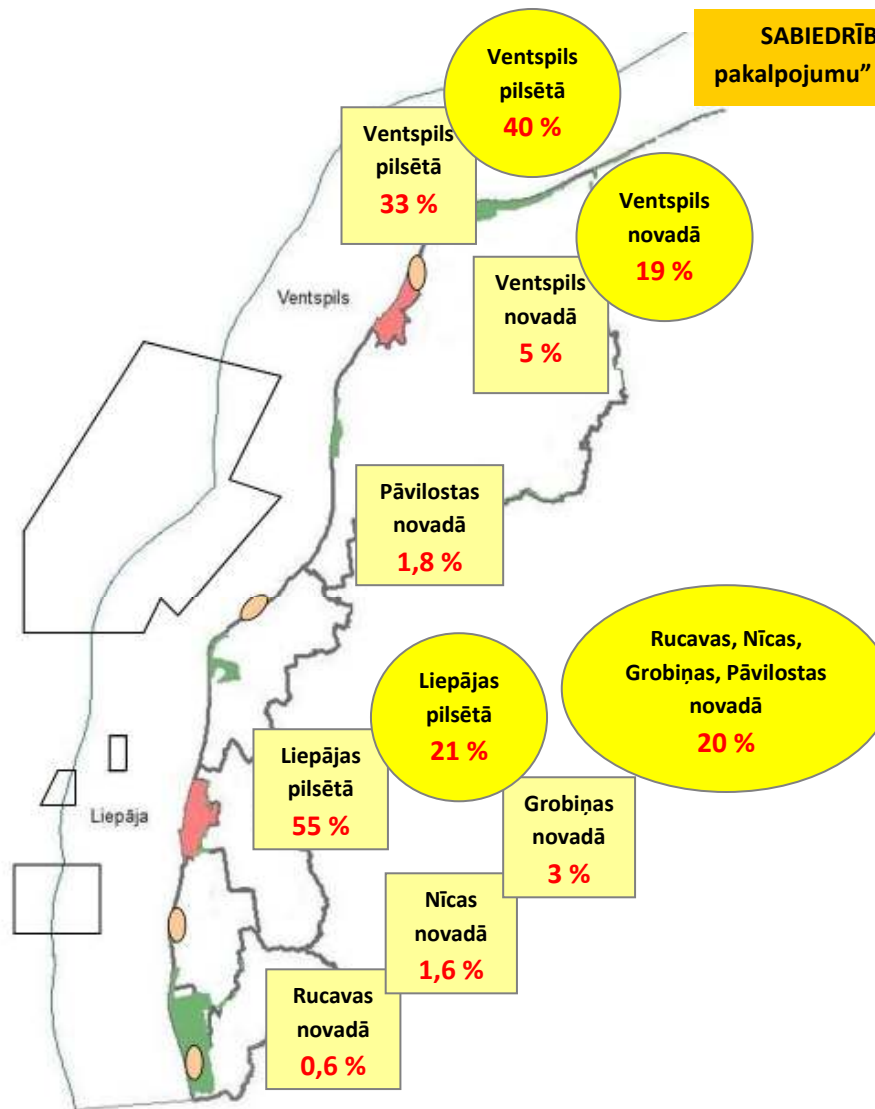 SABIEDRĪB
pakalpojumu”
Ventspils
pilsētā
40 %
Ventspils
pilsētā
33 %
Ventspils
novadā
19 %
Ventspils
novadā
5 %
Ventspils
Pāvilostas
novadā
1,8 %
Rucavas, Nīcas,
Grobiņas, Pāvilostas
novadā
20 %
Liepājas
pilsētā
21 %
Liepājas
pilsētā
55 %
Liepāja
Grobiņas
novadā
3 %
Nīcas
novadā
1,6 %
Rucavas
novadā
0,6 %